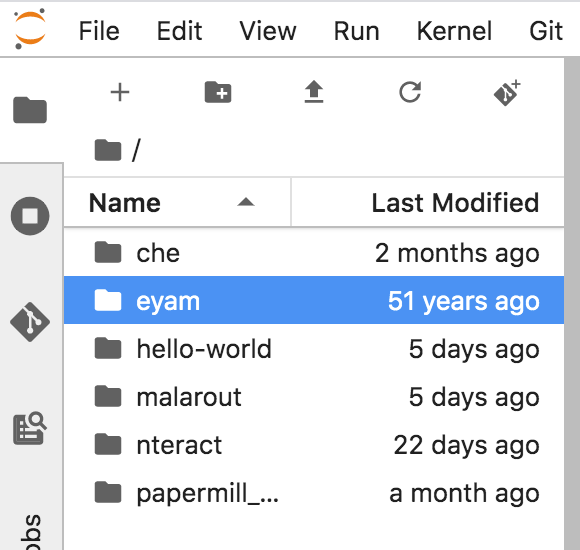 File Edit View Run Kernel Git
/
Name Last Modified
che 2 months ago
eyam 51 years ago
hello-world 5 days ago
malarout 5 days ago
nteract 22 days ago
papermill_... a month ago
obs